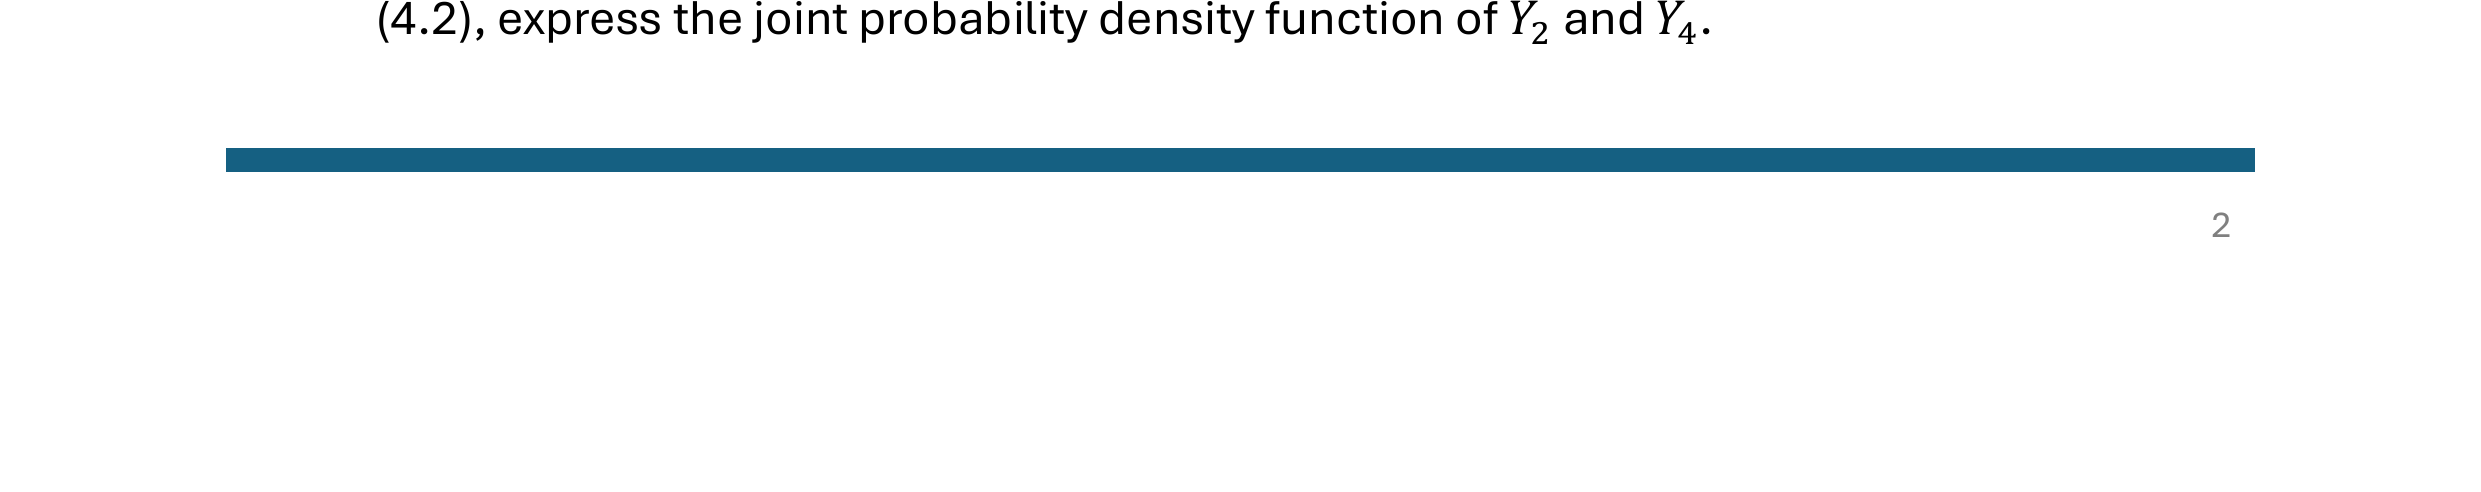 (4.2), express the joint probability density function of Y₂ and Y₄.
2